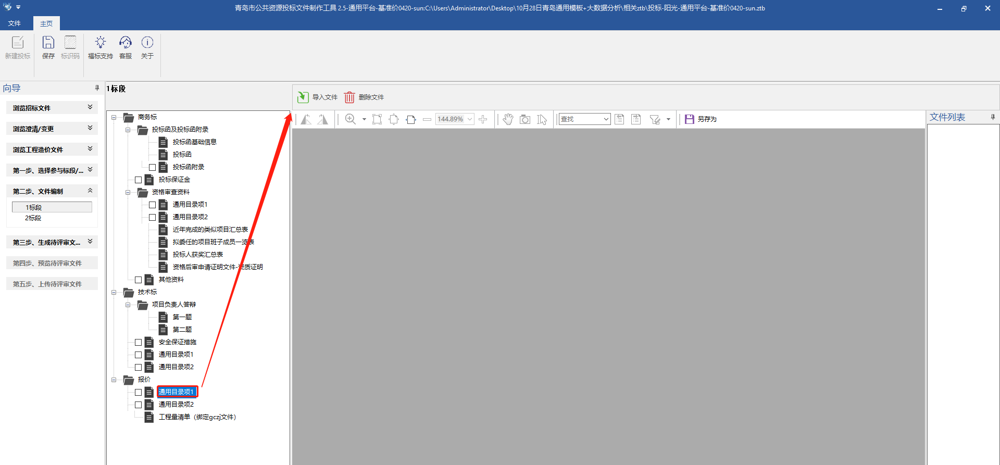 青岛市公共资源投标文件制作工具 2.5-通用平台-基准价0420-sun:C:\Users\Administrator\Desktop\10月28日青岛通用模板+大数据分析\相关ztb\投标-阳光-通用平台-基准价0420-sun.ztb
文件
主页
新建投标
保存
标识码
福标支持
客服
关于
向导
浏览招标文件
浏览澄清/变更
浏览工程造价文件
第一步、选择参与标段/...
第二步、文件编制
1标段
2标段
第三步、生成待评审文...
第四步、预览待评审文件
第五步、上传待评审文件
1标段
商务标
投标函及投标函附录
投标函基础信息
投标函
投标函附录
投标保证金
资格审查资料
通用目录项1
通用目录项2
近年完成的类似项目汇总表
拟委任的项目班子成员一览表
投标人获奖汇总表
资格后审申请证明文件-资质证明
其他资料
技术标
项目负责人答辩
第一题
第二题
安全保证措施
通用目录项1
通用目录项2
报价
通用目录项1
通用目录项2
工程量清单（绑定gczj文件）
导入文件
删除文件
144.89%
查找
另存为
文件列表